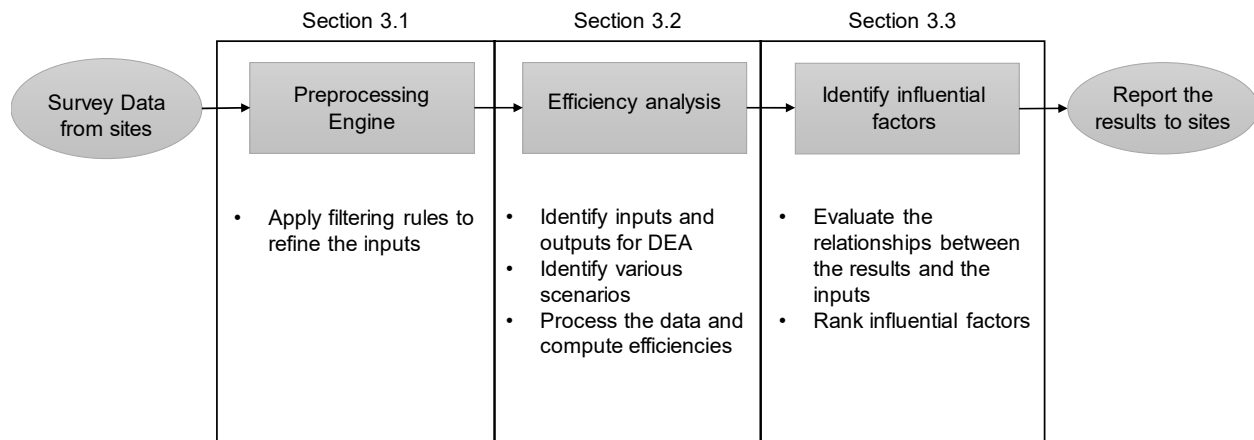 Section 3.1
Section 3.2
Section 3.3
Survey Data
from sites
Preprocessing
Engine
Efficiency analysis
Identify influential
factors
Report the
results to sites
• Apply filtering rules to
refine the inputs
• Identify inputs and
outputs for DEA
• Identify various
scenarios
• Process the data and
compute efficiencies
• Evaluate the
relationships between
the results and the
inputs
• Rank influential factors